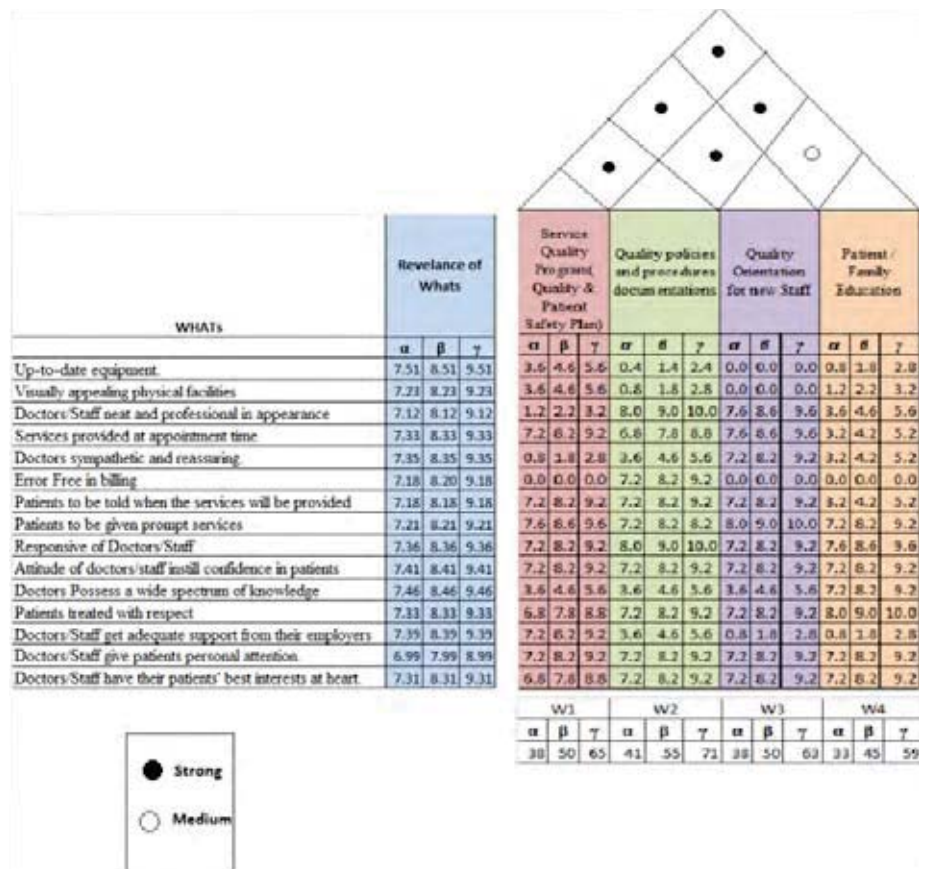 Service
Quality
Program(
Quality &
Patient
Safety Plan)
Quality policies
and procedures
documentations
Quality
Orientation
for new Staff
Patient /
Family
Education
Revelance of
Whats
WHATs
α β γ α β γ α β γ α β γ α β γ
Up-to-date equipment. 7.51 8.51 9.51 3.6 4.6 5.6 0.4 1.4 2.4 0.0 0.0 0.0 0.8 1.8 2.8
Visually appealing physical facilities 7.23 8.23 9.23 3.6 4.6 5.6 0.8 1.8 2.8 0.0 0.0 0.0 1.2 2.2 3.2
Doctors/Staff neat and professional in appearance 7.12 8.12 9.12 1.2 2.2 3.2 8.0 9.0 10.0 7.6 8.6 9.6 3.6 4.6 5.6
Services provided at appointment time 7.33 8.33 9.33 7.2 8.2 9.2 6.8 7.8 8.8 7.6 8.6 9.6 3.2 4.2 5.2
Doctors sympathetic and reassuring. 7.35 8.35 9.35 0.8 1.8 2.8 3.6 4.6 5.6 7.2 8.2 9.2 3.2 4.2 5.2
Error Free in billing 7.18 8.20 9.18 0.0 0.0 0.0 7.2 8.2 9.2 0.0 0.0 0.0 0.0 0.0 0.0
Patients to be told when the services will be provided 7.18 8.18 9.18 7.2 8.2 9.2 7.2 8.2 9.2 7.2 8.2 9.2 3.2 4.2 5.2
Patients to be given prompt services 7.21 8.21 9.21 7.6 8.6 9.6 7.2 8.2 8.2 8.0 9.0 10.0 7.2 8.2 9.2
Responsive of Doctors/Staff 7.36 8.36 9.36 7.2 8.2 9.2 8.0 9.0 10.0 7.2 8.2 9.2 7.6 8.6 9.6
Attitude of doctors/staff instill confidence in patients 7.41 8.41 9.41 7.2 8.2 9.2 7.2 8.2 9.2 7.2 8.2 9.2 7.2 8.2 9.2
Doctors Possess a wide spectrum of knowledge 7.46 8.46 9.46 3.6 4.6 5.6 3.6 4.6 5.6 3.6 4.6 5.6 7.2 8.2 9.2
Patients treated with respect 7.33 8.33 9.33 6.8 7.8 8.8 7.2 8.2 9.2 7.2 8.2 9.2 8.0 9.0 10.0
Doctors/Staff get adequate support from their employers 7.39 8.39 9.39 7.2 8.2 9.2 3.6 4.6 5.6 0.8 1.8 2.8 0.8 1.8 2.8
Doctors/Staff give patients personal attention. 6.99 7.99 8.99 7.2 8.2 9.2 7.2 8.2 9.2 7.2 8.2 9.2 7.2 8.2 9.2
Doctors/Staff have their patients' best interests at heart. 7.31 8.31 9.31 6.8 7.8 8.8 7.2 8.2 9.2 7.2 8.2 9.2 7.2 8.2 9.2
W1 W2 W3 W4
α β γ α β γ α β γ α β γ
38 50 65 41 55 71 38 50 63 33 45 59
Strong
Medium